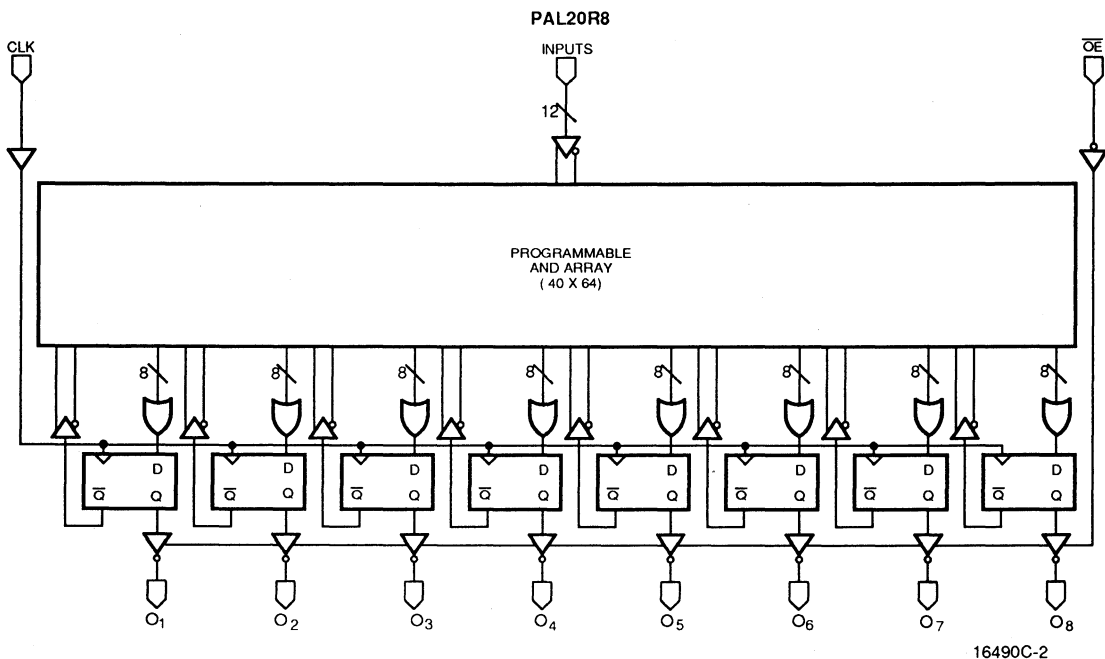 PAL20R8
CLK
INPUTS
O̅E̅
12
PROGRAMMABLE
AND ARRAY
( 40 X 64)
8 8 8 8 8 8 8 8
D D D D D D D D
Q̅ Q Q̅ Q Q̅ Q Q̅ Q Q̅ Q Q̅ Q Q̅ Q Q̅ Q
O1 O2 O3 O4 O5 O6 O7 O8
16490C-2